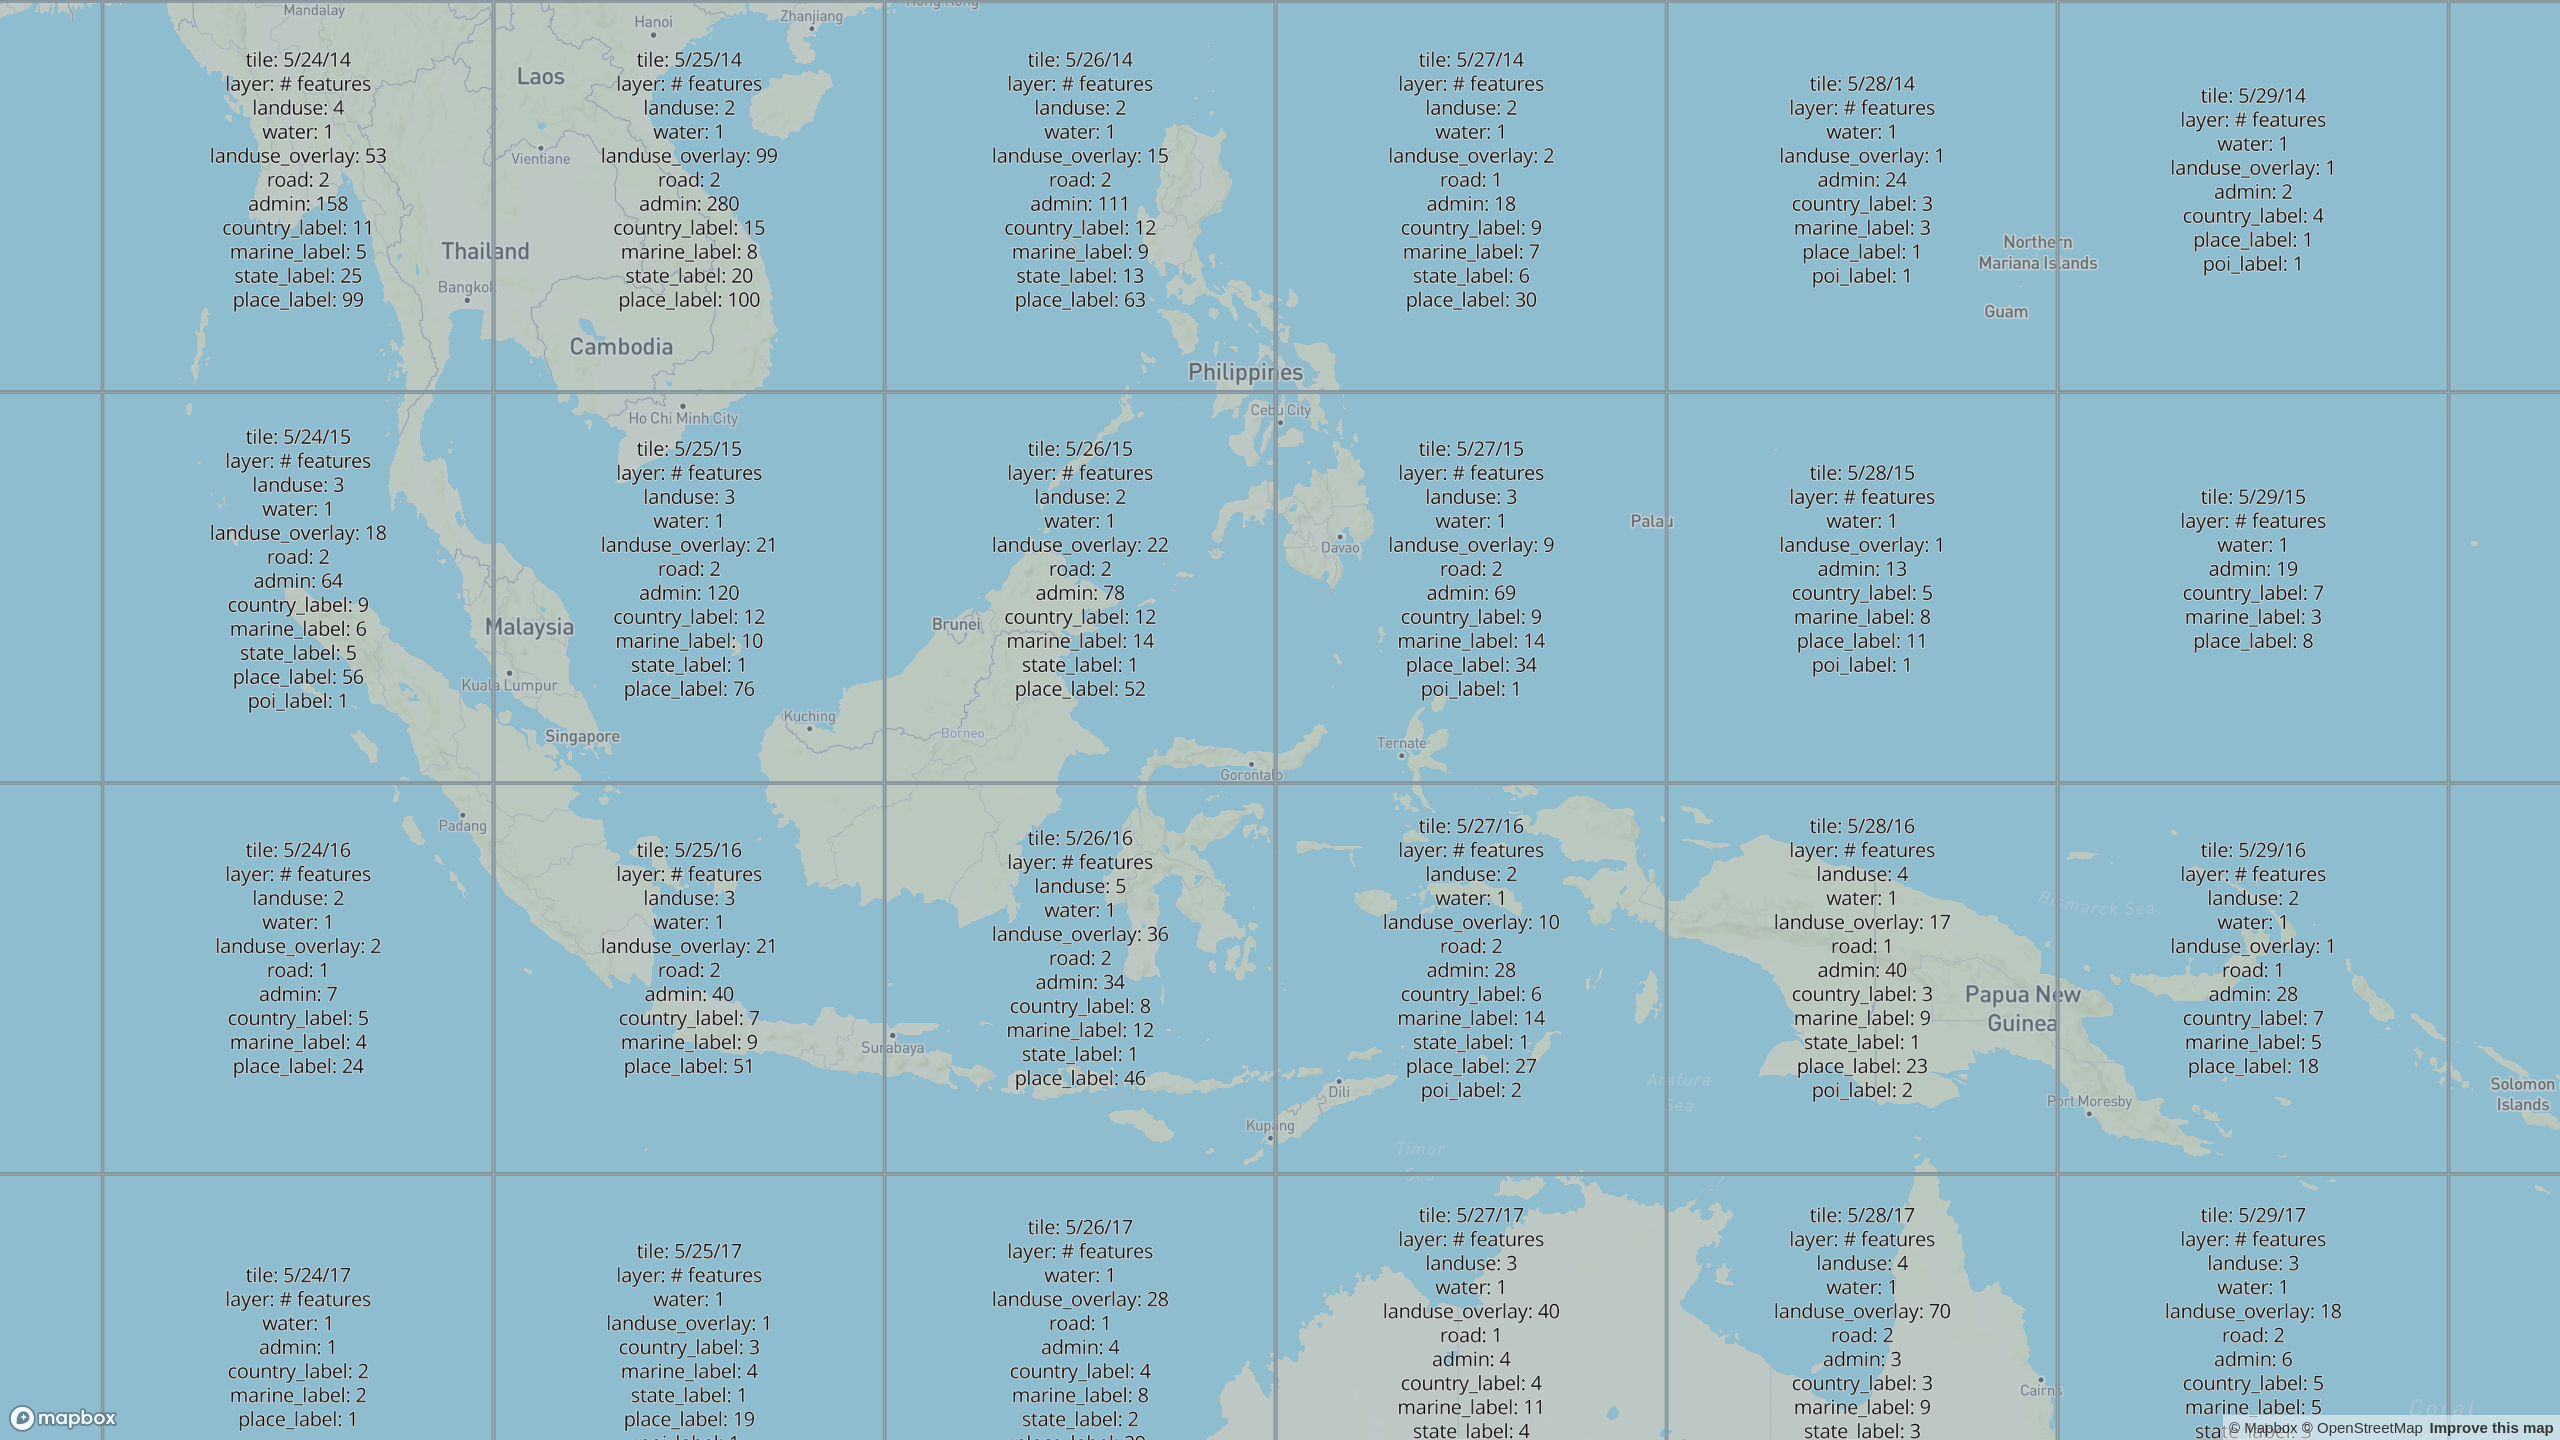 Mandalay
Hanoi
Zhanjiang
Hong Kong
Laos
Vientiane
Thailand
Bangkok
Cambodia
Philippines
Northern
Mariana Islands
Guam
tile: 5/24/14
layer: # features
landuse: 4
water: 1
landuse_overlay: 53
road: 2
admin: 158
country_label: 11
marine_label: 5
state_label: 25
place_label: 99
tile: 5/25/14
layer: # features
landuse: 2
water: 1
landuse_overlay: 99
road: 2
admin: 280
country_label: 15
marine_label: 8
state_label: 20
place_label: 100
tile: 5/26/14
layer: # features
landuse: 2
water: 1
landuse_overlay: 15
road: 2
admin: 111
country_label: 12
marine_label: 9
state_label: 13
place_label: 63
tile: 5/27/14
layer: # features
landuse: 2
water: 1
landuse_overlay: 2
road: 1
admin: 18
country_label: 9
marine_label: 7
state_label: 6
place_label: 30
tile: 5/28/14
layer: # features
water: 1
landuse_overlay: 1
admin: 24
country_label: 3
marine_label: 3
place_label: 1
poi_label: 1
tile: 5/29/14
layer: # features
water: 1
landuse_overlay: 1
admin: 2
country_label: 4
place_label: 1
poi_label: 1
Ho Chi Minh City
Cebu City
Davao
Palau
Malaysia
Kuala Lumpur
Singapore
Brunei
Kuching
Borneo
Gorontalo
Ternate
tile: 5/24/15
layer: # features
landuse: 3
water: 1
landuse_overlay: 18
road: 2
admin: 64
country_label: 9
marine_label: 6
state_label: 5
place_label: 56
poi_label: 1
tile: 5/25/15
layer: # features
landuse: 3
water: 1
landuse_overlay: 21
road: 2
admin: 120
country_label: 12
marine_label: 10
state_label: 1
place_label: 76
tile: 5/26/15
layer: # features
landuse: 2
water: 1
landuse_overlay: 22
road: 2
admin: 78
country_label: 12
marine_label: 14
state_label: 1
place_label: 52
tile: 5/27/15
layer: # features
landuse: 3
water: 1
landuse_overlay: 9
road: 2
admin: 69
country_label: 9
marine_label: 14
place_label: 34
poi_label: 1
tile: 5/28/15
layer: # features
water: 1
landuse_overlay: 1
admin: 13
country_label: 5
marine_label: 8
place_label: 11
poi_label: 1
tile: 5/29/15
layer: # features
water: 1
admin: 19
country_label: 7
marine_label: 3
place_label: 8
Padang
Surabaya
Kupang
Dili
Timor
Sea
Arafura
Sea
Bismarck Sea
Papua New
Guinea
Port Moresby
Solomon
Islands
tile: 5/24/16
layer: # features
landuse: 2
water: 1
landuse_overlay: 2
road: 1
admin: 7
country_label: 5
marine_label: 4
place_label: 24
tile: 5/25/16
layer: # features
landuse: 3
water: 1
landuse_overlay: 21
road: 2
admin: 40
country_label: 7
marine_label: 9
place_label: 51
tile: 5/26/16
layer: # features
landuse: 5
water: 1
landuse_overlay: 36
road: 2
admin: 34
country_label: 8
marine_label: 12
state_label: 1
place_label: 46
tile: 5/27/16
layer: # features
landuse: 2
water: 1
landuse_overlay: 10
road: 2
admin: 28
country_label: 6
marine_label: 14
state_label: 1
place_label: 27
poi_label: 2
tile: 5/28/16
layer: # features
landuse: 4
water: 1
landuse_overlay: 17
road: 1
admin: 40
country_label: 3
marine_label: 9
state_label: 1
place_label: 23
poi_label: 2
tile: 5/29/16
layer: # features
landuse: 2
water: 1
landuse_overlay: 1
road: 1
admin: 28
country_label: 7
marine_label: 5
place_label: 18
tile: 5/24/17
layer: # features
water: 1
admin: 1
country_label: 2
marine_label: 2
place_label: 1
tile: 5/25/17
layer: # features
water: 1
landuse_overlay: 1
country_label: 3
marine_label: 4
state_label: 1
place_label: 19
tile: 5/26/17
layer: # features
water: 1
landuse_overlay: 28
road: 1
admin: 4
country_label: 4
marine_label: 8
state_label: 2
tile: 5/27/17
layer: # features
landuse: 3
water: 1
landuse_overlay: 40
road: 1
admin: 4
country_label: 4
marine_label: 11
state_label: 4
tile: 5/28/17
layer: # features
landuse: 4
water: 1
landuse_overlay: 70
road: 2
admin: 3
country_label: 3
marine_label: 9
state_label: 3
tile: 5/29/17
layer: # features
landuse: 3
water: 1
landuse_overlay: 18
road: 2
admin: 6
country_label: 5
marine_label: 5
Cairns
Coral
mapbox
© Mapbox © OpenStreetMap Improve this map